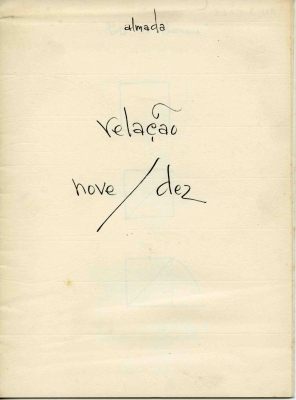 almada
relação
nove / dez